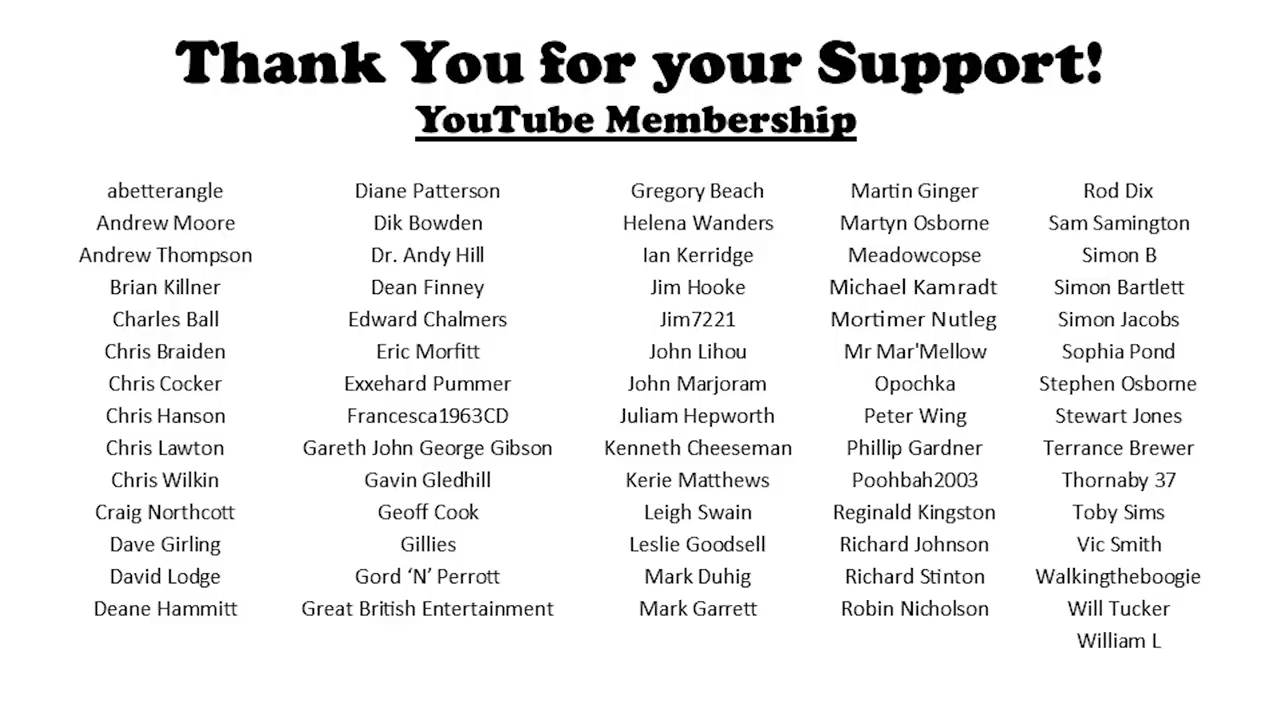 Thank You for your Support!
YouTube Membership
abetterangle
Andrew Moore
Andrew Thompson
Brian Killner
Charles Ball
Chris Braiden
Chris Cocker
Chris Hanson
Chris Lawton
Chris Wilkin
Craig Northcott
Dave Girling
David Lodge
Deane Hammitt
Diane Patterson
Dik Bowden
Dr. Andy Hill
Dean Finney
Edward Chalmers
Eric Morfitt
Exxehard Pummer
Francesca1963CD
Gareth John George Gibson
Gavin Gledhill
Geoff Cook
Gillies
Gord ‘N’ Perrott
Great British Entertainment
Gregory Beach
Helena Wanders
Ian Kerridge
Jim Hooke
Jim7221
John Lihou
John Marjoram
Juliam Hepworth
Kenneth Cheeseman
Kerie Matthews
Leigh Swain
Leslie Goodsell
Mark Duhig
Mark Garrett
Martin Ginger
Martyn Osborne
Meadowcopse
Michael Kamradt
Mortimer Nutleg
Mr Mar'Mellow
Opochka
Peter Wing
Phillip Gardner
Poohbah2003
Reginald Kingston
Richard Johnson
Richard Stinton
Robin Nicholson
Rod Dix
Sam Samington
Simon B
Simon Bartlett
Simon Jacobs
Sophia Pond
Stephen Osborne
Stewart Jones
Terrance Brewer
Thornaby 37
Toby Sims
Vic Smith
Walkingtheboogie
Will Tucker
William L